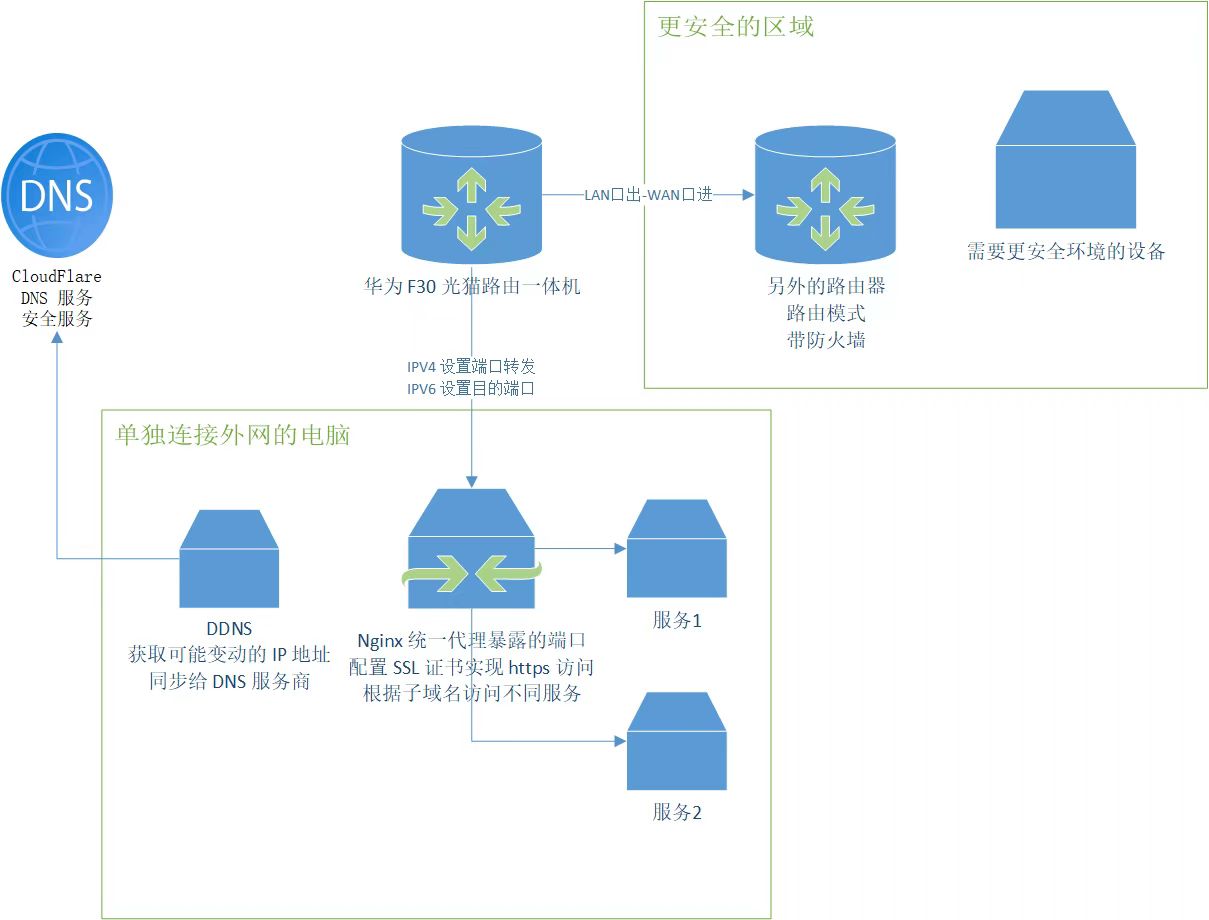 更安全的区域
DNS
CloudFlare
DNS 服务
安全服务
华为 F30 光猫路由一体机
LAN口出-WAN口进
另外的路由器
路由模式
带防火墙
需要更安全环境的设备
IPV4 设置端口转发
IPV6 设置目的端口
单独连接外网的电脑
DDNS
获取可能变动的 IP 地址
同步给 DNS 服务商
Nginx 统一代理暴露的端口
配置 SSL 证书实现 https 访问
根据子域名访问不同服务
服务1
服务2